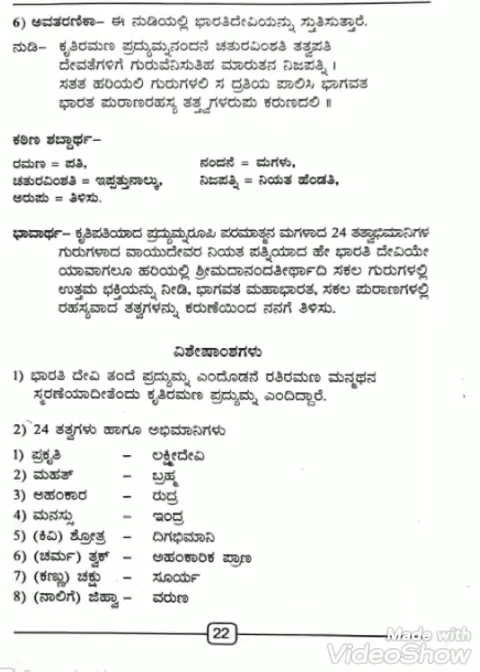 6) ಅವತರಣಿಕಾ – ಈ ನುಡಿಯಲ್ಲಿ ಭಾರತಿದೇವಿಯನ್ನು ಸ್ತುತಿಸುತ್ತಾರೆ.
ನುಡಿ– ಕೃತಿರಮಣ ಪ್ರದ್ಯುಮ್ನನಂದನೆ ಚತುರವಿಂಶತಿ ತತ್ವಪತಿ
ದೇವತೆಗಳಿಗೆ ಗುರುವೆನಿಸುತಿಹ ಮಾರುತನ ನಿಜಪತ್ನಿ ।
ಸತತ ಹರಿಯಲಿ ಗುರುಗಳಲಿ ಸ ದ್ರತಿಯ ಪಾಲಿಸಿ ಭಾಗವತ
ಭಾರತ ಪುರಾಣರಹಸ್ಯ ತತ್ತ್ವಗಳರುಪು ಕರುಣದಲಿ ॥
ಕಠಿಣ ಶಬ್ದಾರ್ಥ–
ರಮಣ = ಪತಿ, ನಂದನೆ = ಮಗಳು,
ಚತುರವಿಂಶತಿ = ಇಪ್ಪತ್ತುನಾಲ್ಕು, ನಿಜಪತ್ನಿ = ನಿಯತ ಹೆಂಡತಿ,
ಅರುಪು = ತಿಳಿಸು.
ಭಾವಾರ್ಥ– ಕೃತಿಪತಿಯಾದ ಪ್ರದ್ಯುಮ್ನರೂಪಿ ಪರಮಾತ್ಮನ ಮಗಳಾದ 24 ತತ್ವಾಭಿಮಾನಿಗಳ
ಗುರುಗಳಾದ ವಾಯುದೇವರ ನಿಯತ ಪತ್ನಿಯಾದ ಹೇ ಭಾರತಿ ದೇವಿಯೇ
ಯಾವಾಗಲೂ ಹರಿಯಲ್ಲಿ ಶ್ರೀಮದಾನಂದತೀರ್ಥಾದಿ ಸಕಲ ಗುರುಗಳಲ್ಲಿ
ಉತ್ತಮ ಭಕ್ತಿಯನ್ನು ನೀಡಿ, ಭಾಗವತ ಮಹಾಭಾರತ, ಸಕಲ ಪುರಾಣಗಳಲ್ಲಿ
ರಹಸ್ಯವಾದ ತತ್ವಗಳನ್ನು ಕರುಣೆಯಿಂದ ನನಗೆ ತಿಳಿಸು.
ವಿಶೇಷಾಂಶಗಳು
1) ಭಾರತಿ ದೇವಿ ತಂದೆ ಪ್ರದ್ಯುಮ್ನ ಎಂದೊಡನೆ ರತಿರಮಣ ಮನ್ಮಥನ
ಸ್ಮರಣೆಯಾದೀತೆಂದು ಕೃತಿರಮಣ ಪ್ರದ್ಯುಮ್ನ ಎಂದಿದ್ದಾರೆ.
2) 24 ತತ್ವಗಳು ಹಾಗೂ ಅಭಿಮಾನಿಗಳು
1) ಪ್ರಕೃತಿ – ಲಕ್ಷ್ಮೀದೇವಿ
2) ಮಹತ್ – ಬ್ರಹ್ಮ
3) ಅಹಂಕಾರ – ರುದ್ರ
4) ಮನಸ್ಸು – ಇಂದ್ರ
5) (ಕಿವಿ) ಶ್ರೋತ್ರ – ದಿಗಭಿಮಾನಿ
6) (ಚರ್ಮ) ತ್ವಕ್ – ಅಹಂಕಾರಿಕ ಪ್ರಾಣ
7) (ಕಣ್ಣು) ಚಕ್ಷು – ಸೂರ್ಯ
8) (ನಾಲಿಗೆ) ಜಿಹ್ವಾ – ವರುಣ
22
Made with
VideoShow